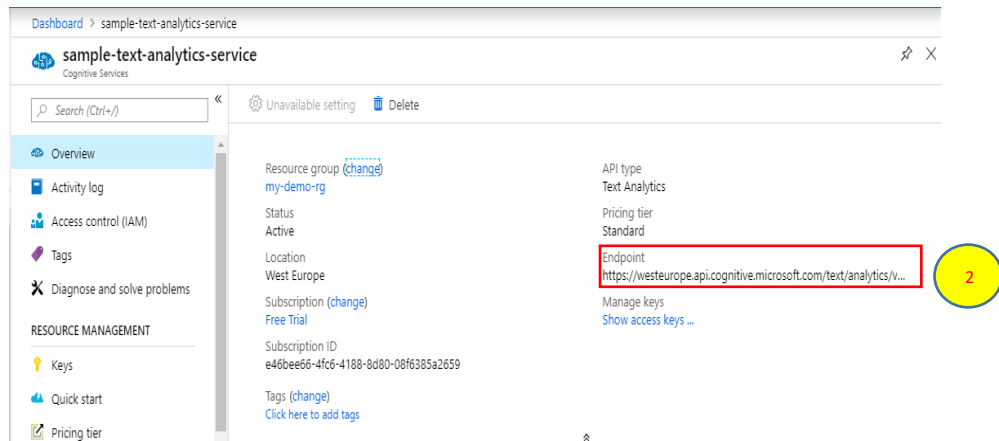 Dashboard > sample-text-analytics-service
sample-text-analytics-service
Cognitive Services
Search (Ctrl+/)
«
Unavailable setting Delete
Overview
Activity log
Access control (IAM)
Tags
Diagnose and solve problems
RESOURCE MANAGEMENT
Keys
Quick start
Pricing tier
Resource group (change)
my-demo-rg
Status
Active
Location
West Europe
Subscription (change)
Free Trial
Subscription ID
e46bee66-4fc6-4188-8d80-08f6385a2659
Tags (change)
Click here to add tags
API type
Text Analytics
Pricing tier
Standard
Endpoint
https://westeurope.api.cognitive.microsoft.com/text/analytics/v...
Manage keys
Show access keys ...
2